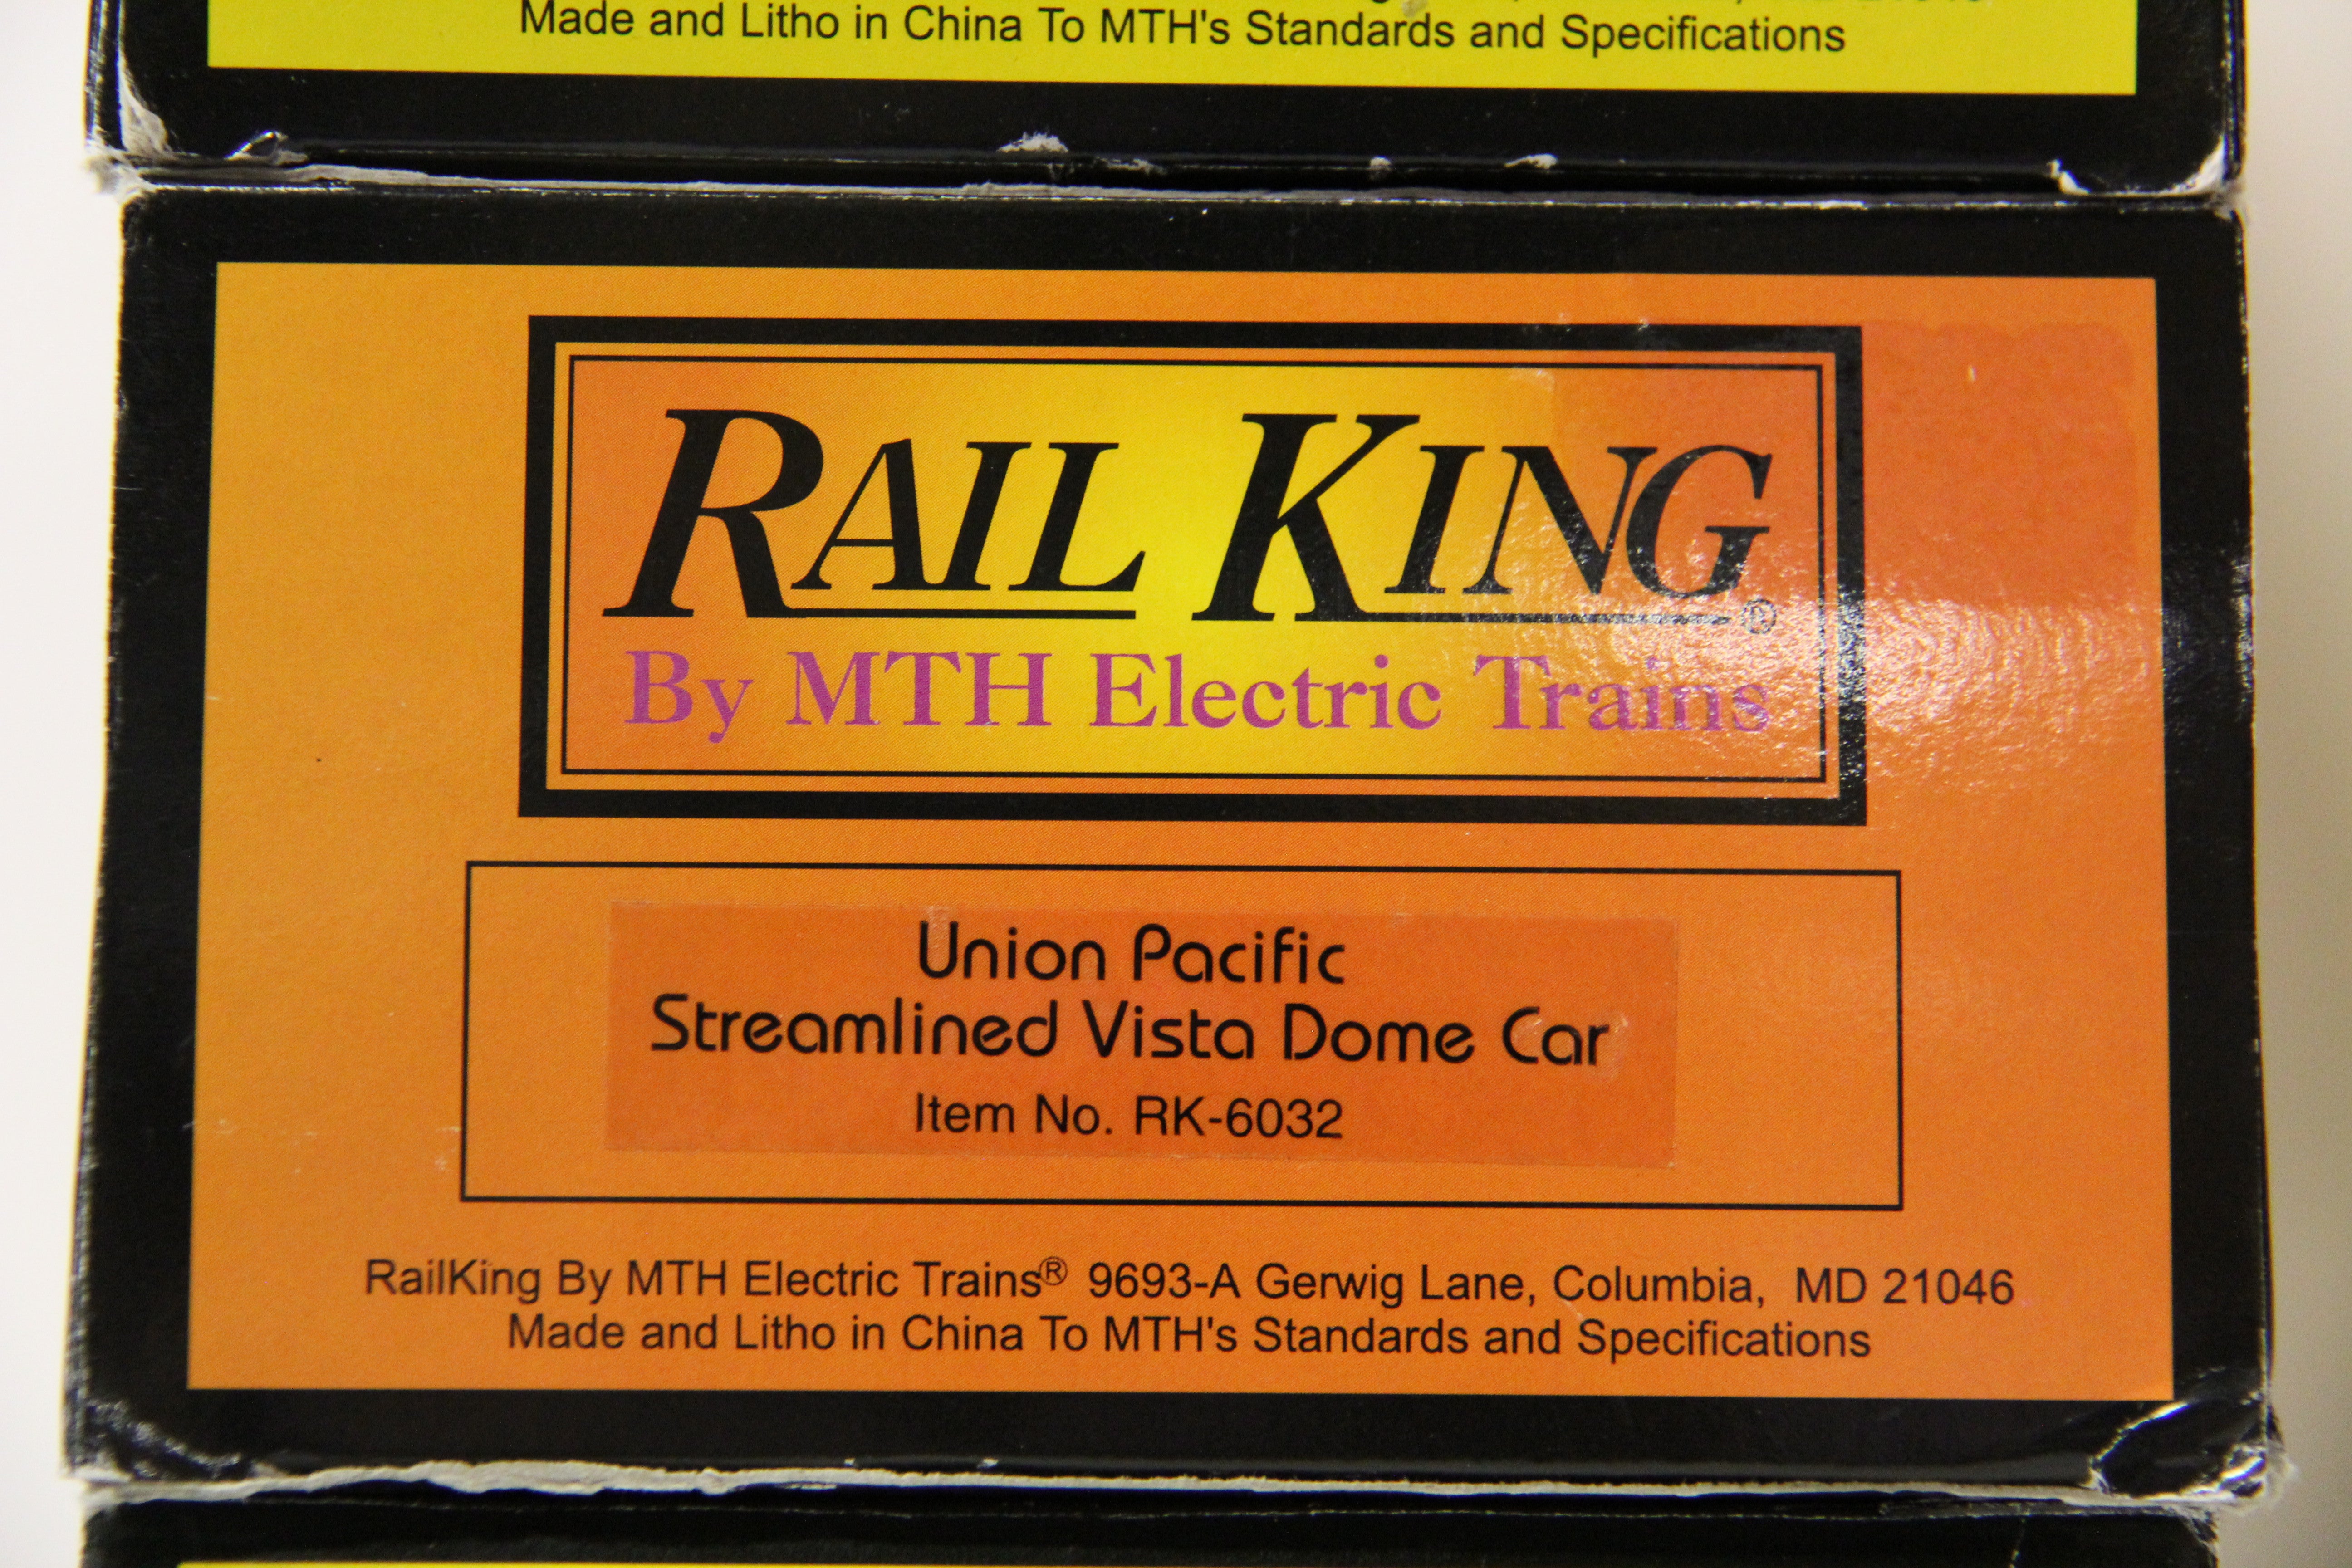 Made and Litho in China To MTH's Standards and Specifications
RAIL KING®
By MTH Electric Trains
Union Pacific
Streamlined Vista Dome Car
Item No. RK-6032
RailKing By MTH Electric Trains® 9693-A Gerwig Lane, Columbia, MD 21046
Made and Litho in China To MTH's Standards and Specifications